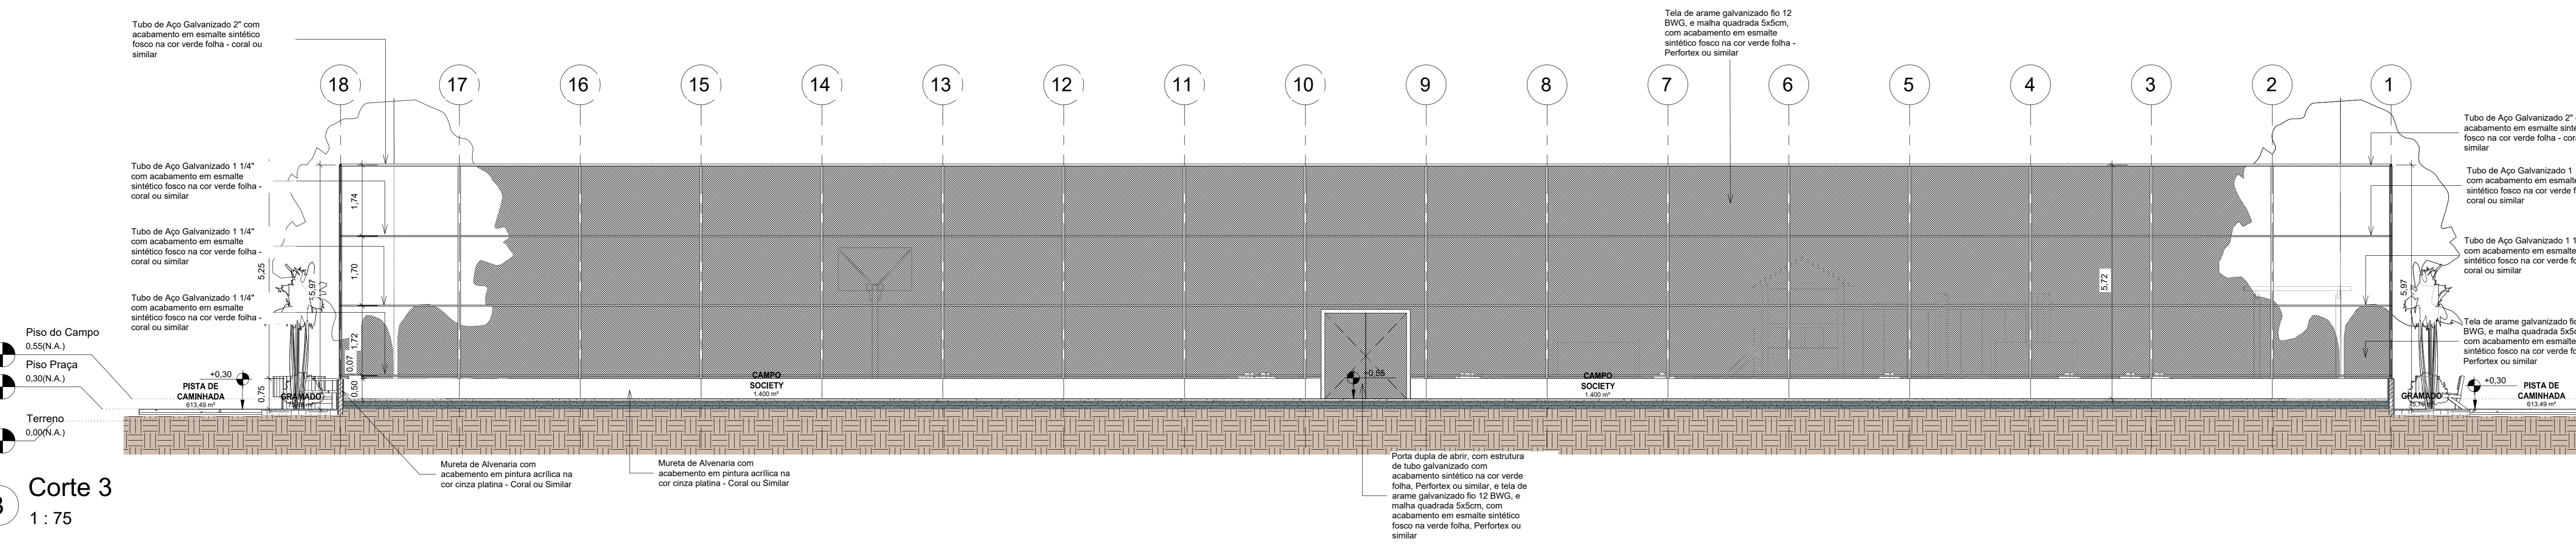 Tubo de Aço Galvanizado 2" com
acabamento em esmalte sintético
fosco na cor verde folha - coral ou
similar
Tela de arame galvanizado fio 12
BWG, e malha quadrada 5x5cm,
com acabamento em esmalte
sintético fosco na cor verde folha -
Perfortex ou similar
18
17
16
15
14
13
12
11
10
9
8
7
6
5
4
3
2
1
Tubo de Aço Galvanizado 1 1/4"
com acabamento em esmalte
sintético fosco na cor verde folha -
coral ou similar
Tubo de Aço Galvanizado 1 1/4"
com acabamento em esmalte
sintético fosco na cor verde folha -
coral ou similar
Tubo de Aço Galvanizado 1 1/4"
com acabamento em esmalte
sintético fosco na cor verde folha -
coral ou similar
5,25
5,97
1,74
1,70
1,72
0,07
0,50
0,75
5,72
5,97
Tubo de Aço Galvanizado 2"
acabamento em esmalte
fosco na cor verde folha
similar
Tubo de Aço Galvanizado 1
com acabamento em esmalte
sintético fosco na cor verde
coral ou similar
Tubo de Aço Galvanizado 1
com acabamento em esmalte
sintético fosco na cor verde
coral ou similar
Tela de arame galvanizado
BWG, e malha quadrada
com acabamento em esmalte
sintético fosco na cor verde
Perfortex ou similar
Piso do Campo
0,55(N.A.)
Piso Praça
0,30(N.A.)
Terreno
0,00(N.A.)
+0,30
PISTA DE
CAMINHADA
613,49 m²
GRAMADO
CAMPO
SOCIETY
1.400 m²
+0,55
CAMPO
SOCIETY
1.400 m²
GRAMADO
+0,30
PISTA DE
CAMINHADA
613,49 m²
Mureta de Alvenaria com
acabemento em pintura acrílica na
cor cinza platina - Coral ou Similar
Mureta de Alvenaria com
acabemento em pintura acrílica na
cor cinza platina - Coral ou Similar
Porta dupla de abrir, com estrutura
de tubo galvanizado com
acabamento sintético na cor verde
folha, Perfortex ou similar, e tela de
arame galvanizado fio 12 BWG, e
malha quadrada 5x5cm, com
acabamento em esmalte sintético
fosco na verde folha, Perfortex ou
similar
Corte 3
1 : 75